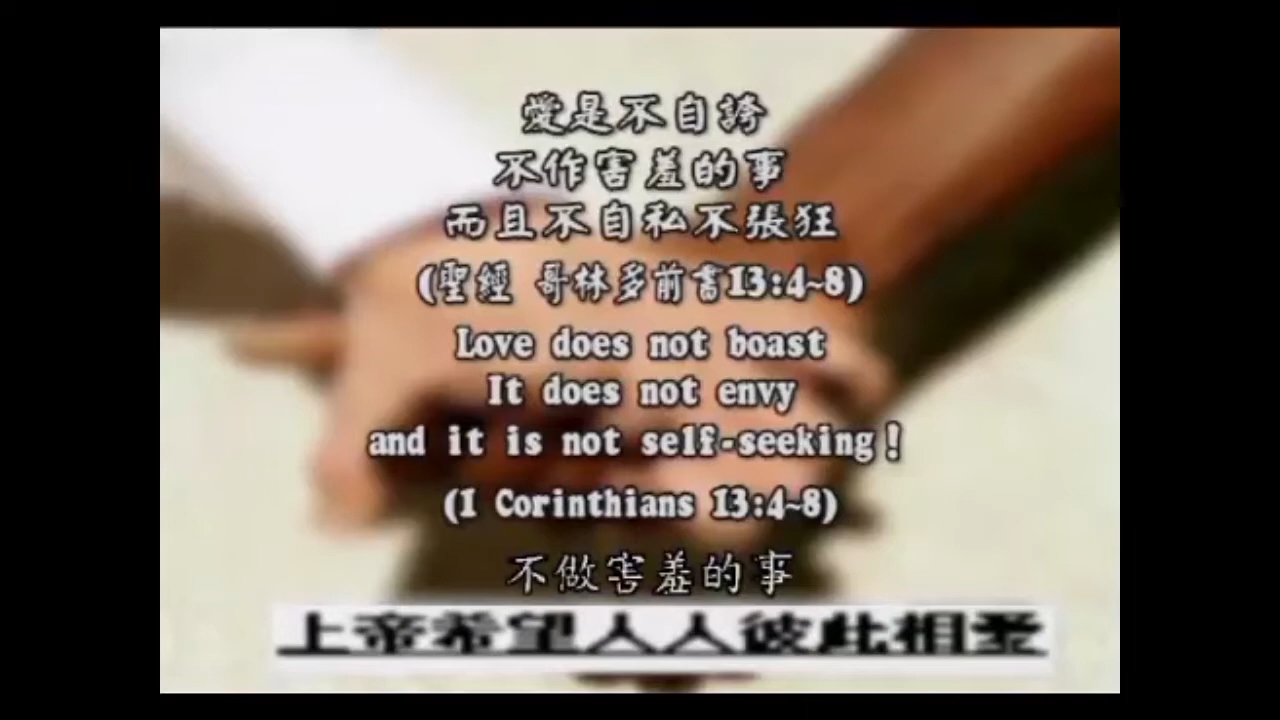 愛是不自誇
不作害羞的事
而且不自私不張狂
(聖經 哥林多前書13:4~8)
Love does not boast
It does not envy
and it is not self-seeking!
(1 Corinthians 13:4~8)
不做害羞的事
上帝希望人人彼此相愛